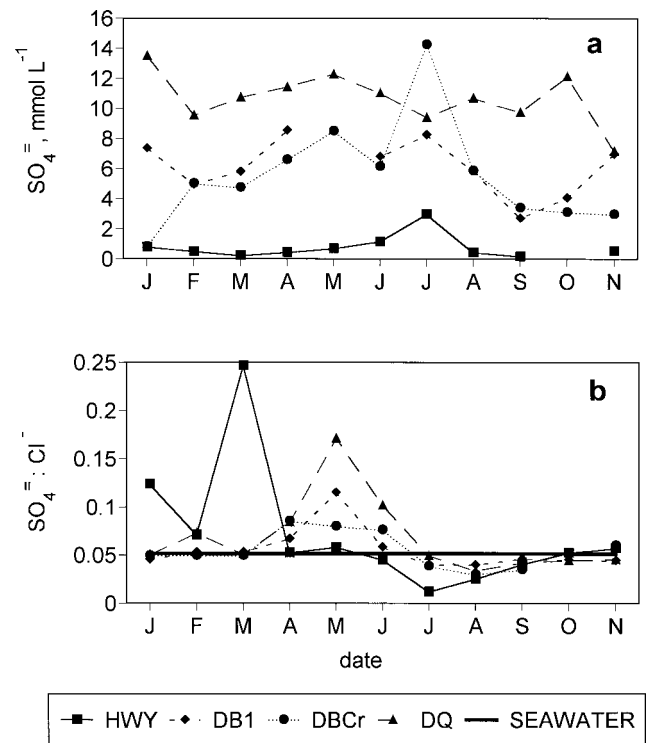 a
SO₄⁼, mmol L⁻¹
16
14
12
10
8
6
4
2
0
J F M A M J J A S O N
b
SO₄⁼ : Cl⁻
0.25
0.2
0.15
0.1
0.05
0
J F M A M J J A S O N
date
HWY DB1 DBCr DQ SEAWATER